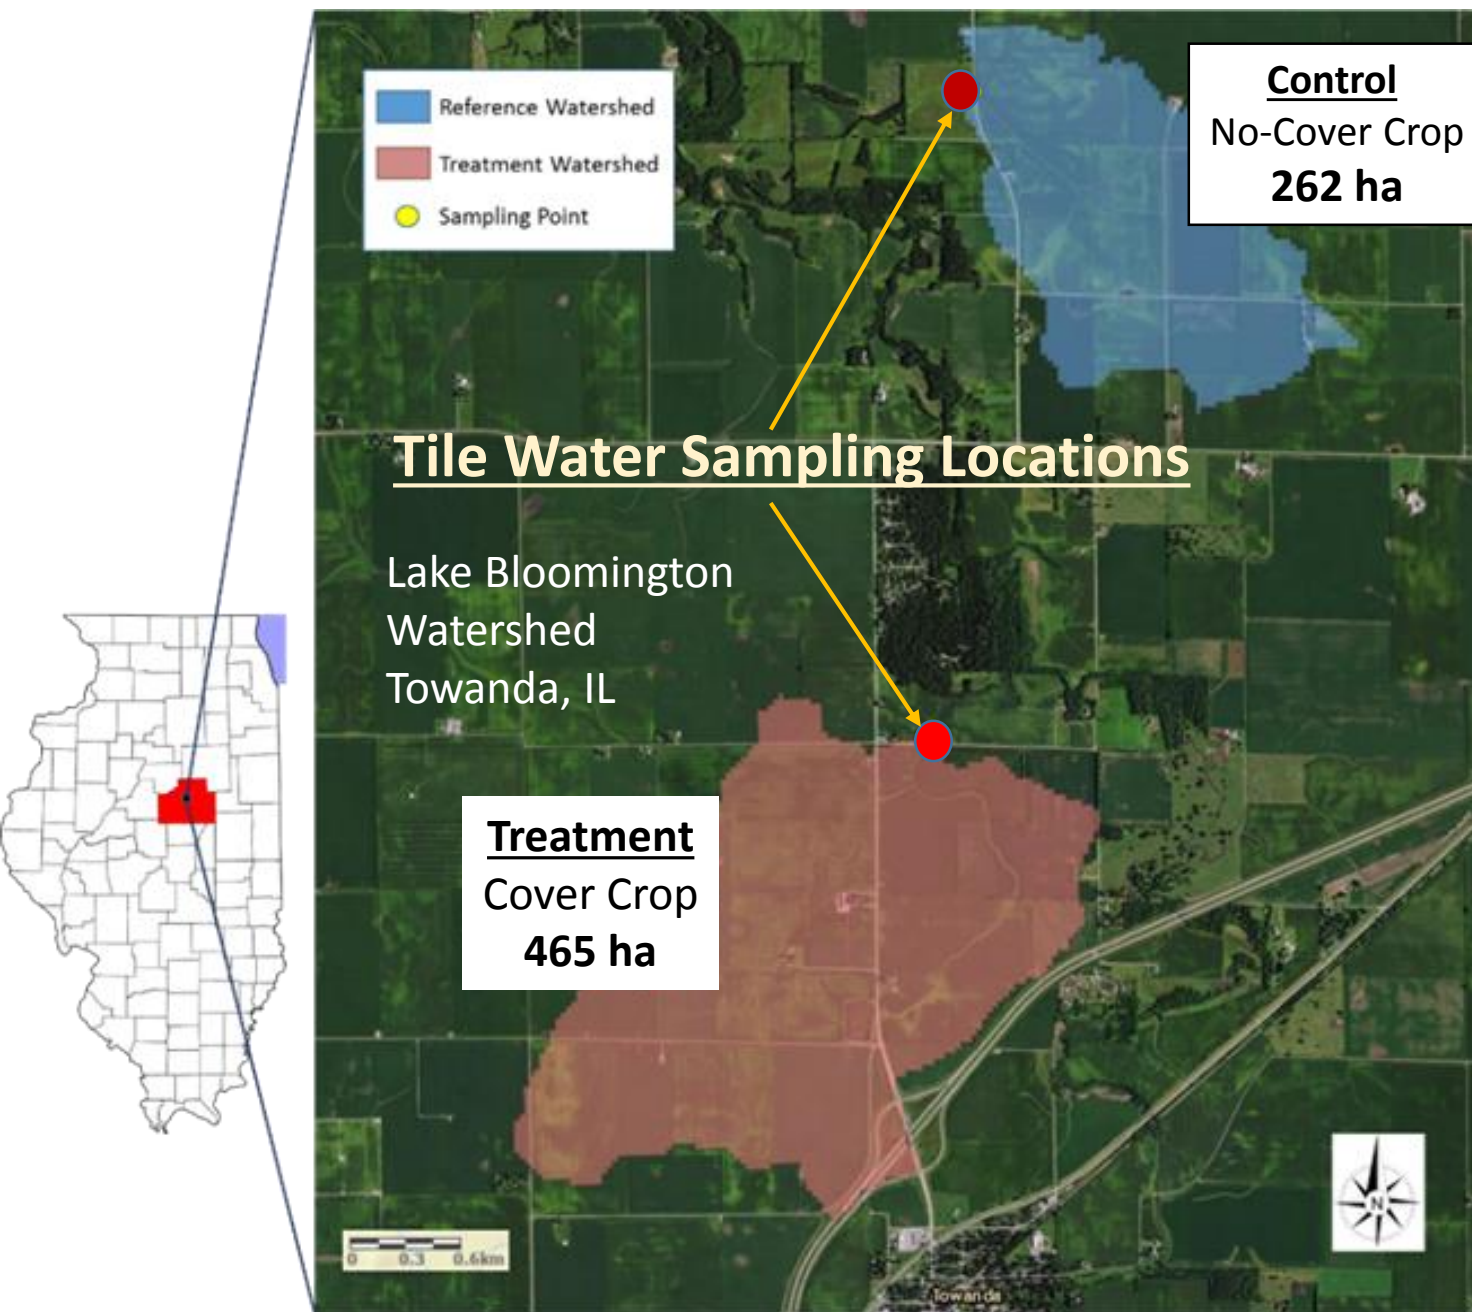 Reference Watershed
Treatment Watershed
Sampling Point
Control
No-Cover Crop
262 ha
Tile Water Sampling Locations
Lake Bloomington
Watershed
Towanda, IL
Treatment
Cover Crop
465 ha
N
0 0.3 0.6km
Towanda